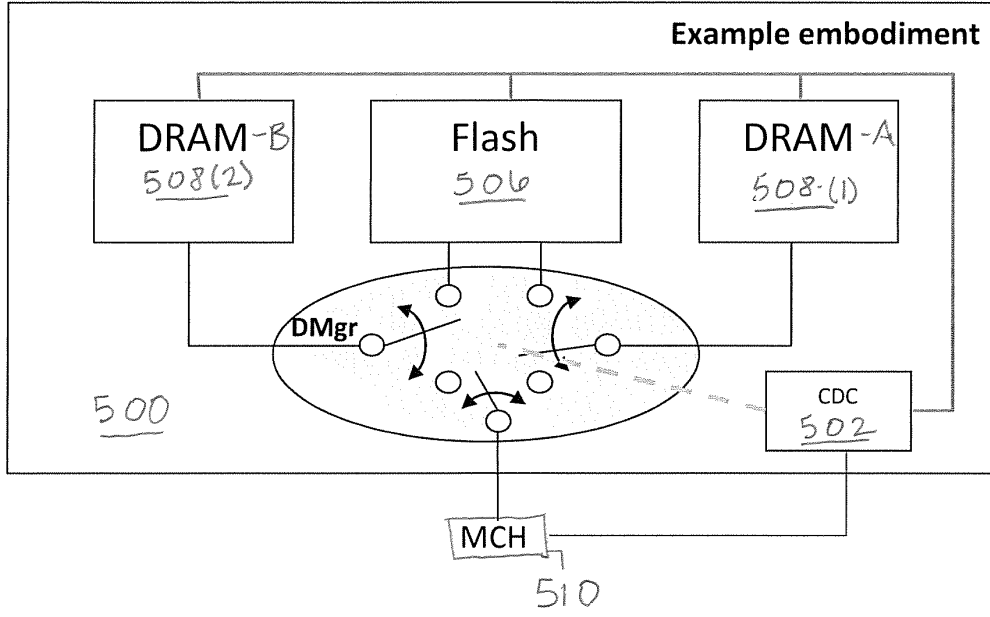 Example embodiment
DRAM-B
508(2)
Flash
506
DRAM-A
508-(1)
DMgr
500
CDC
502
MCH
510